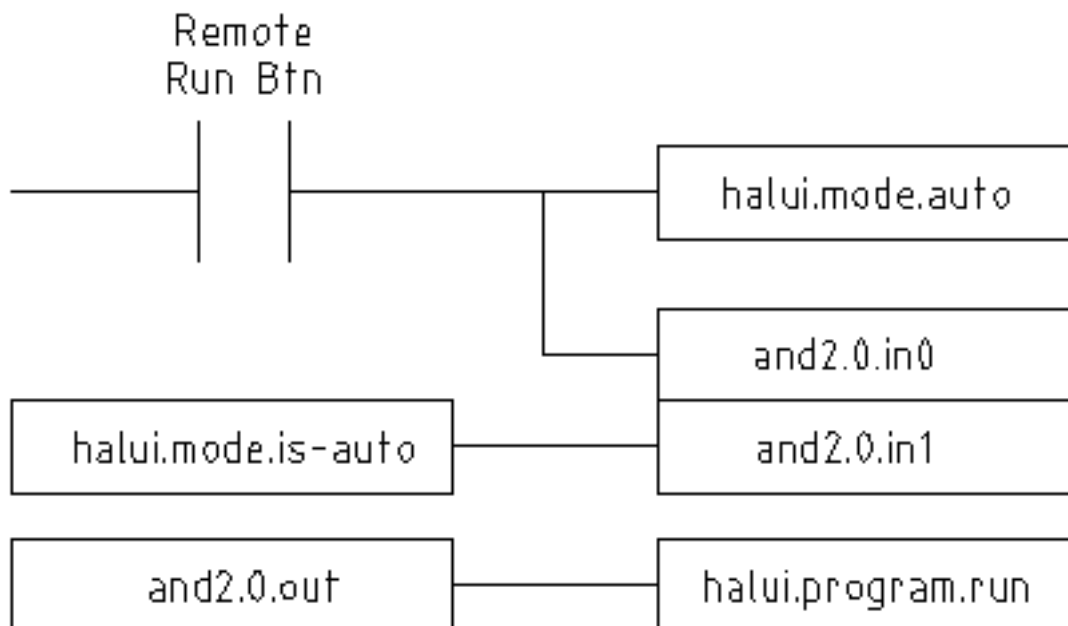 Remote
Run Btn
halui.mode.auto
and2.0.in0
halui.mode.is-auto
and2.0.in1
and2.0.out
halui.program.run